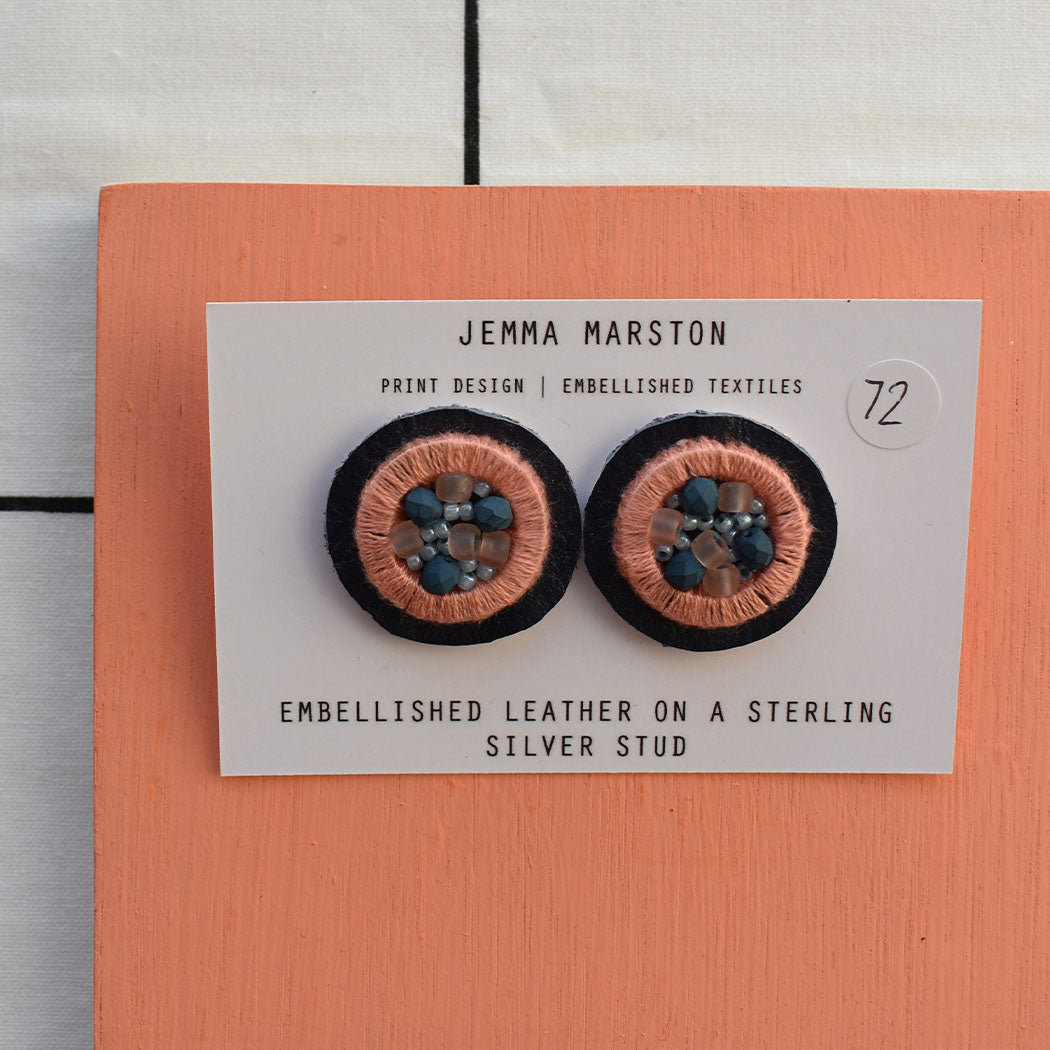 JEMMA MARSTON
PRINT DESIGN | EMBELLISHED TEXTILES
72
EMBELLISHED LEATHER ON A STERLING
SILVER STUD